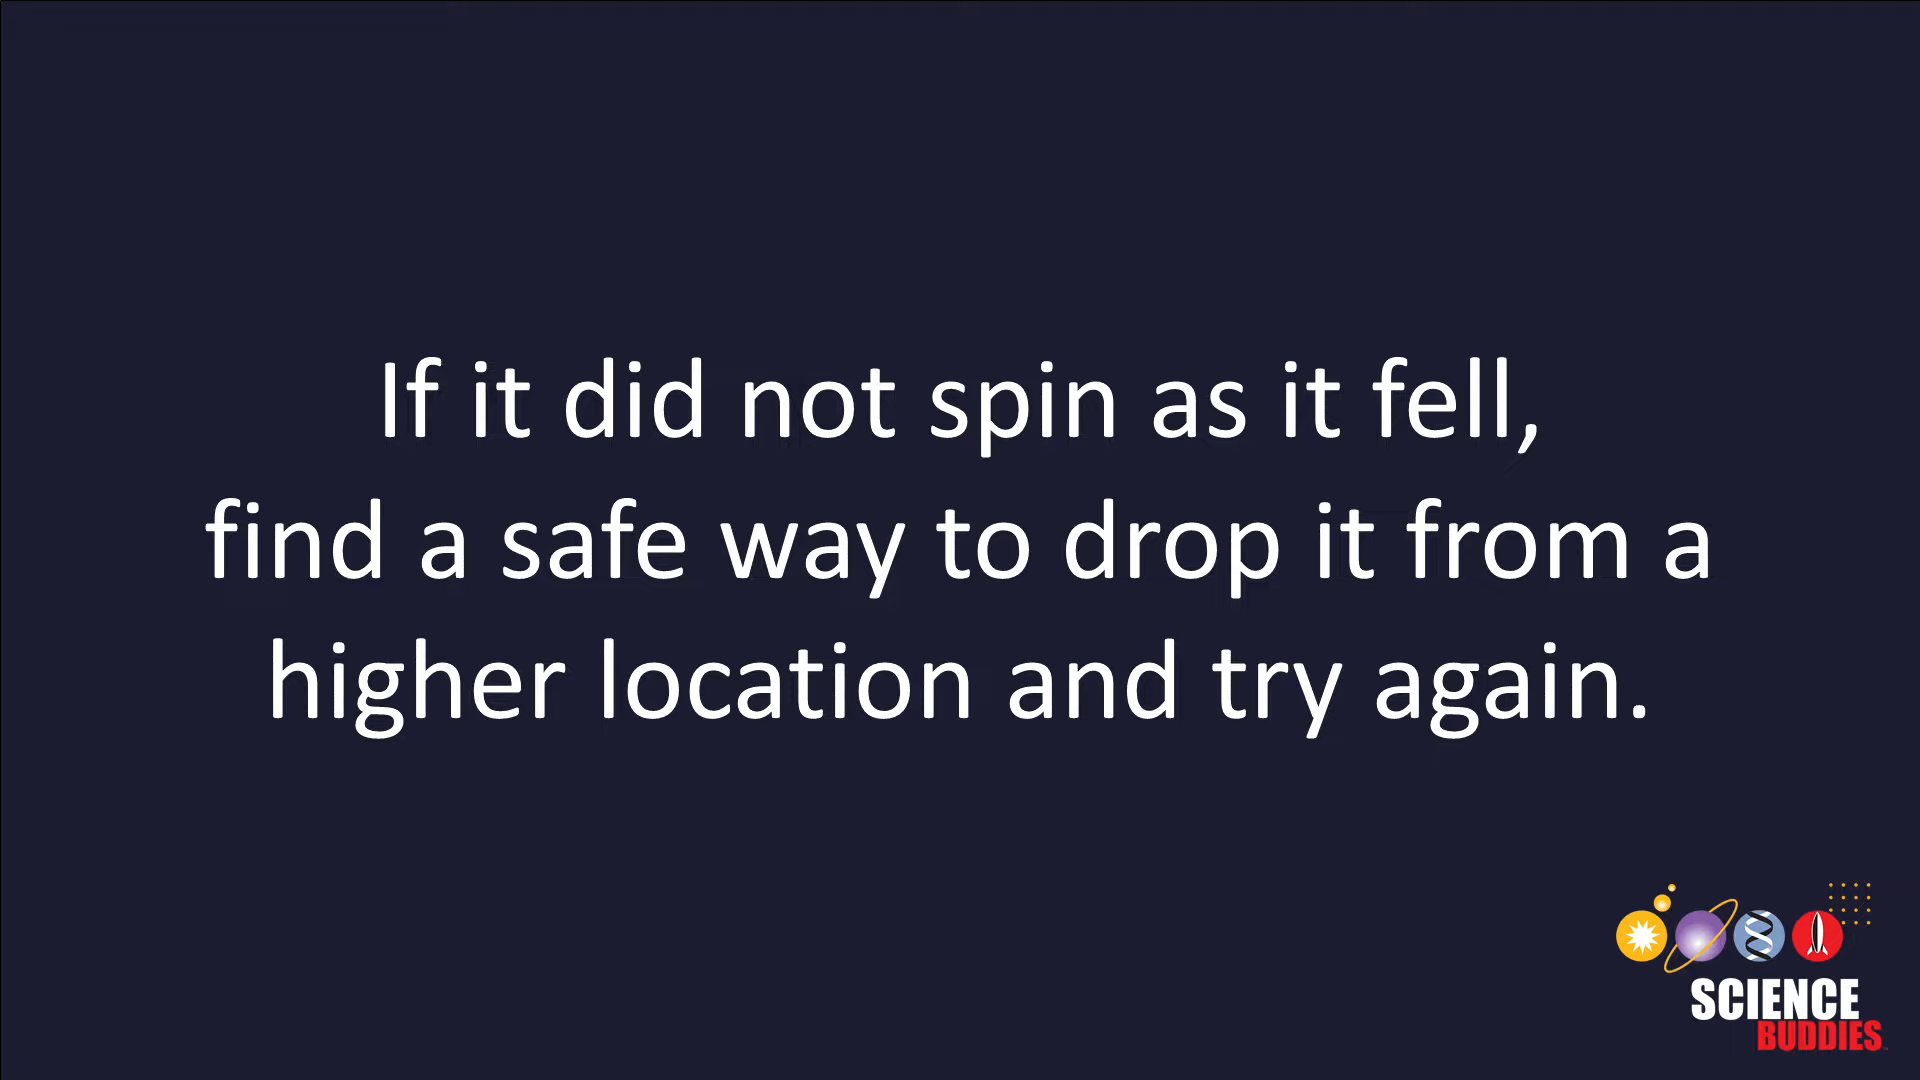 If it did not spin as it fell,
find a safe way to drop it from a
higher location and try again.
SCIENCE
BUDDIES